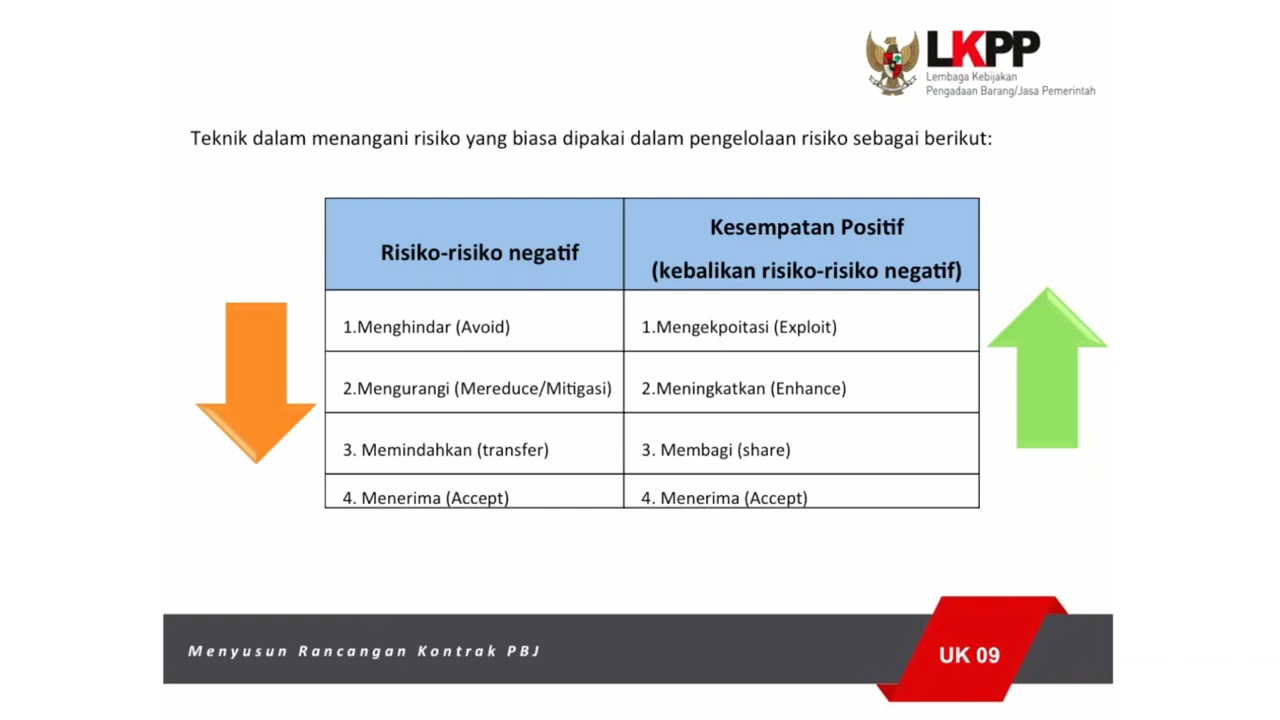 LKPP
Lembaga Kebijakan
Pengadaan Barang/Jasa Pemerintah
Teknik dalam menangani risiko yang biasa dipakai dalam pengelolaan risiko sebagai berikut:
Risiko-risiko negatif
Kesempatan Positif
(kebalikan risiko-risiko negatif)
1.Menghindar (Avoid)
1.Mengekpoitasi (Exploit)
2.Mengurangi (Mereduce/Mitigasi)
2.Meningkatkan (Enhance)
3. Memindahkan (transfer)
3. Membagi (share)
4. Menerima (Accept)
4. Menerima (Accept)
Menyusun Rancangan Kontrak PBJ
UK 09